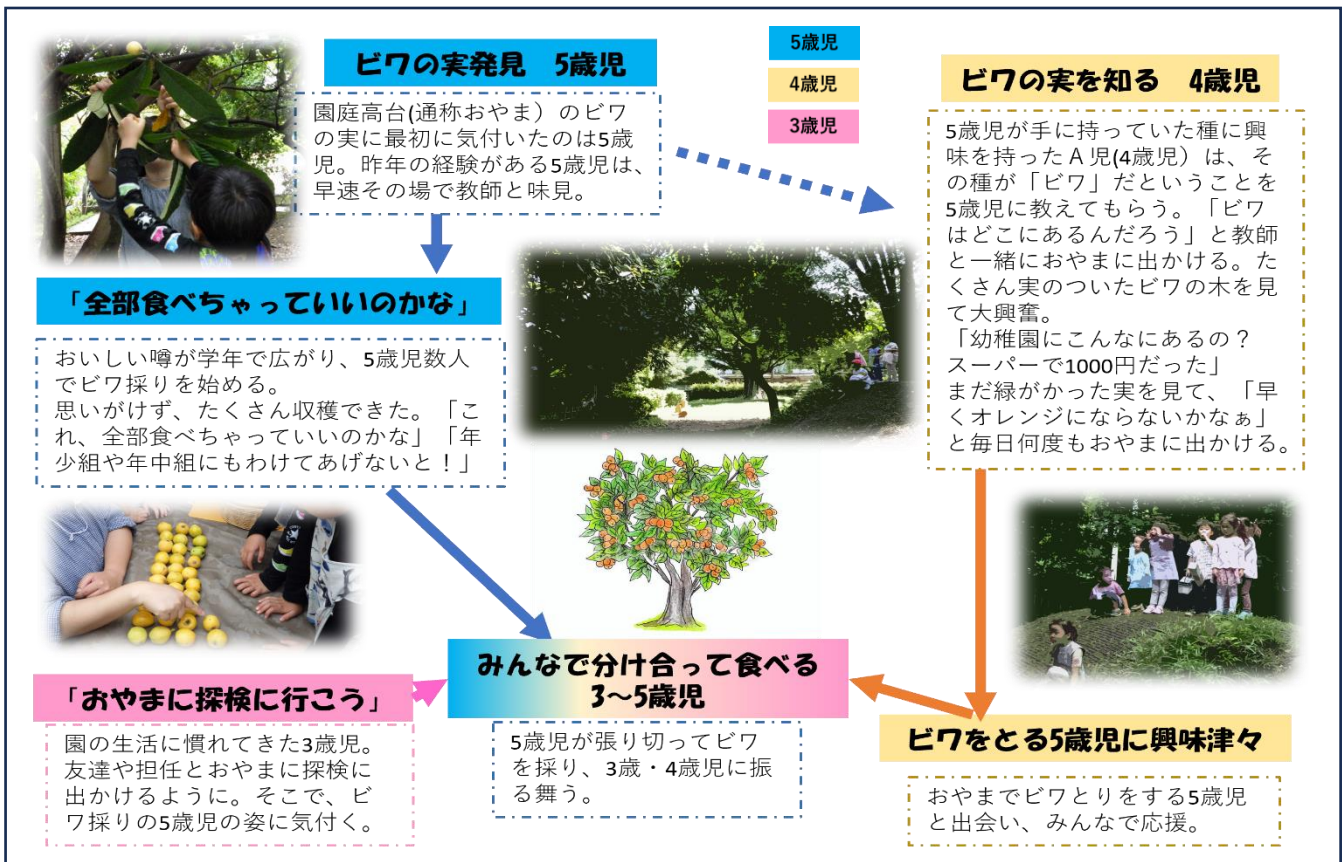 ビワの実発見　5歳児
園庭高台(通称おやま）のビワ
の実に最初に気付いたのは5歳
児。昨年の経験がある5歳児は、
早速その場で教師と味見。
5歳児
4歳児
3歳児
ビワの実を知る　4歳児
5歳児が手に持っていた種に興
味を持ったＡ児(4歳児）は、そ
の種が「ビワ」だということを
5歳児に教えてもらう。「ビワ
はどこにあるんだろう」と教師
と一緒におやまに出かける。た
くさん実のついたビワの木を見
て大興奮。
「幼稚園にこんなにあるの？
スーパーで1000円だった」
まだ緑がかった実を見て、「早
くオレンジにならないかなぁ」
と毎日何度もおやまに出かける。
「全部食べちゃっていいのかな」
おいしい噂が学年で広がり、5歳児数人
でビワ採りを始める。
思いがけず、たくさん収穫できた。「こ
れ、全部食べちゃっていいのかな」「年
少組や年中組にもわけてあげないと！」
「おやまに探検に行こう」
園の生活に慣れてきた3歳児。
友達や担任とおやまに探検に
出かけるように。そこで、ビ
ワ採りの5歳児の姿に気付く。
みんなで分け合って食べる
3～5歳児
5歳児が張り切ってビワ
を採り、3歳・4歳児に振
る舞う。
ビワをとる5歳児に興味津々
おやまでビワとりをする5歳児
と出会い、みんなで応援。